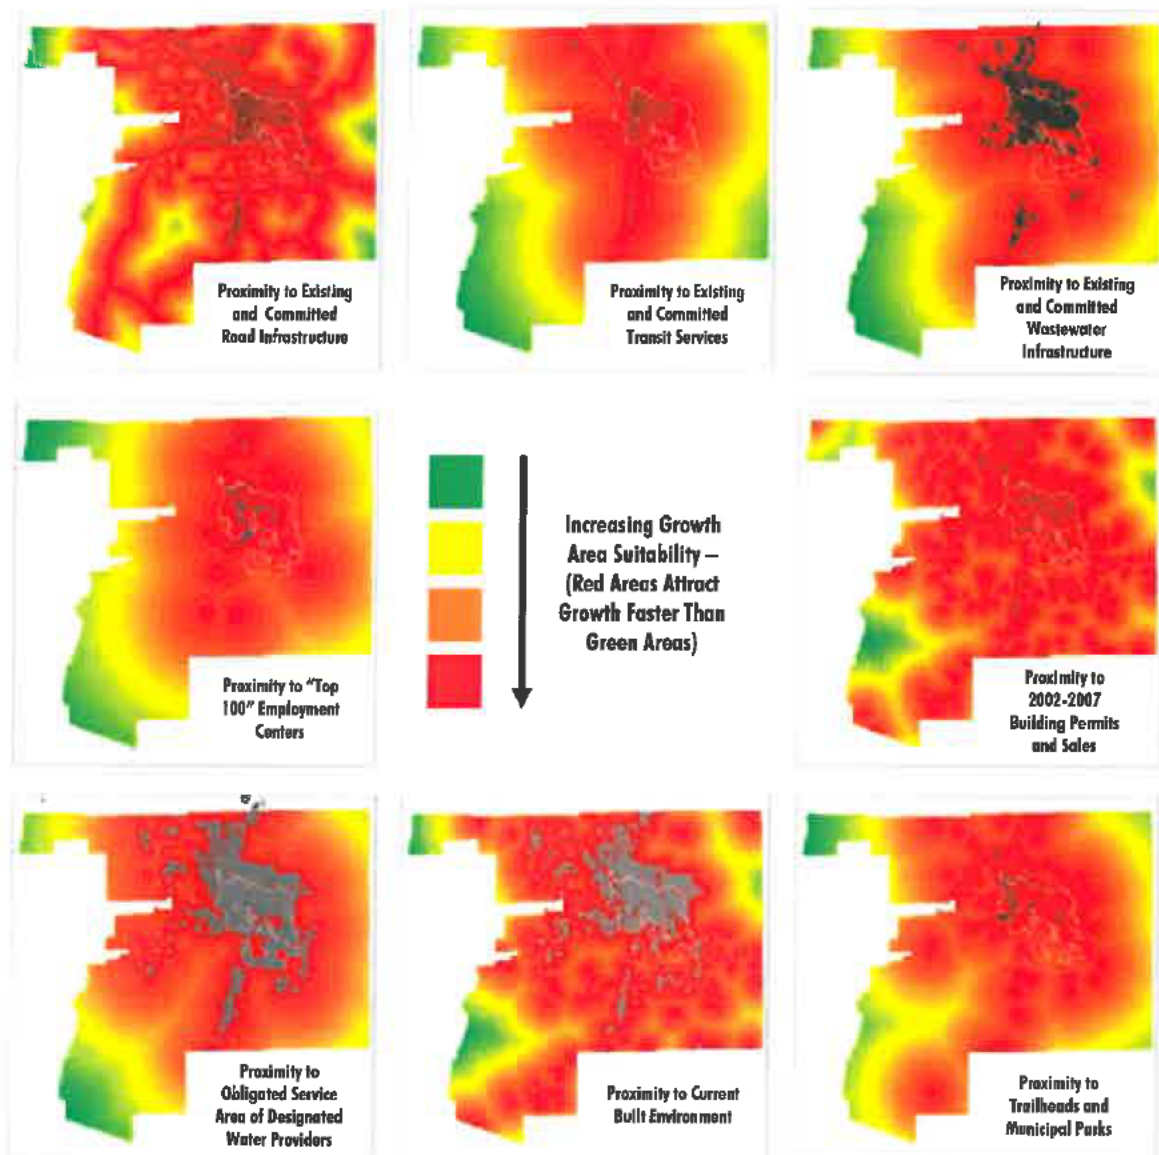 Proximity to Existing
and Committed
Road Infrastructure
Proximity to Existing
and Committed
Transit Services
Proximity to Existing
and Committed
Wastewater
Infrastructure
Increasing Growth
Area Suitability –
(Red Areas Attract
Growth Faster Than
Green Areas)
Proximity to "Top
100" Employment
Centers
Proximity to
2002-2007
Building Permits
and Sales
Proximity to
Obligated Service
Area of Designated
Water Providers
Proximity to Current
Built Environment
Proximity to
Trailheads and
Municipal Parks